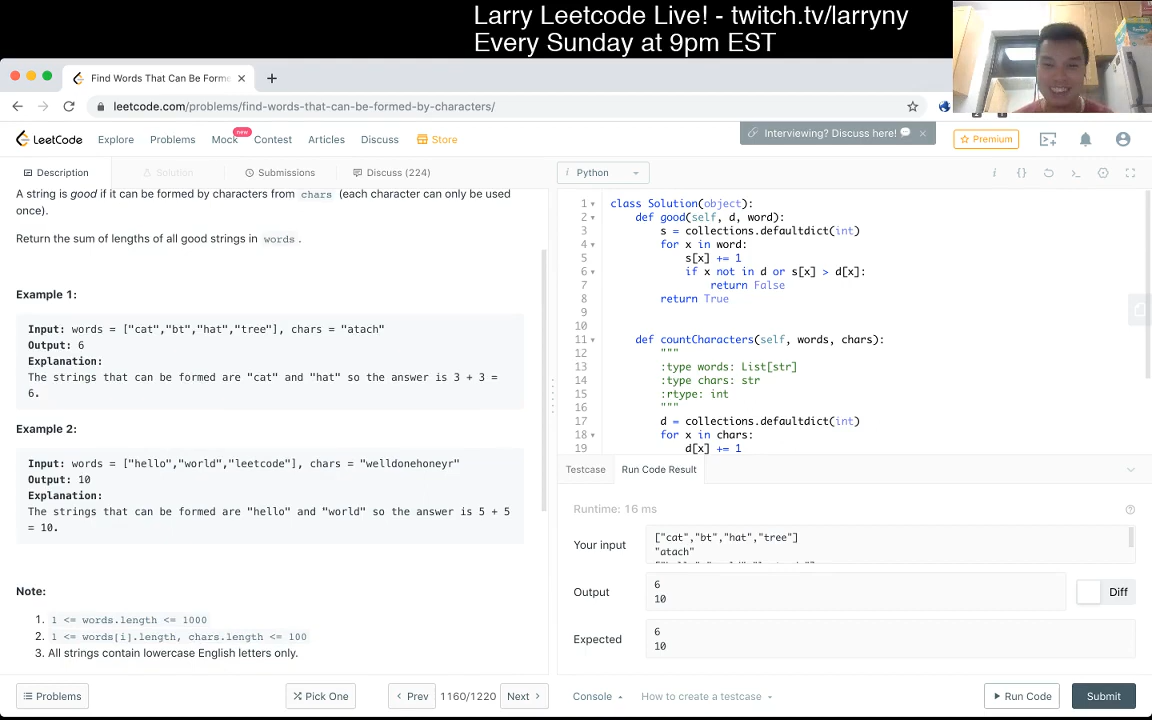 Larry Leetcode Live! - twitch.tv/larryny
Every Sunday at 9pm EST
Find Words That Can Be Forme
leetcode.com/problems/find-words-that-can-be-formed-by-characters/
LeetCode
Explore
Problems
Mock
new
Contest
Articles
Discuss
Store
Interviewing? Discuss here!
Premium
Description
Solution
Submissions
Discuss (224)
A string is good if it can be formed by characters from chars (each character can only be used
once).
Return the sum of lengths of all good strings in words.
Example 1:
Input: words = ["cat","bt","hat","tree"], chars = "atach"
Output: 6
Explanation:
The strings that can be formed are "cat" and "hat" so the answer is 3 + 3 =
6.
Example 2:
Input: words = ["hello","world","leetcode"], chars = "welldonehoneyr"
Output: 10
Explanation:
The strings that can be formed are "hello" and "world" so the answer is 5 + 5
= 10.
Note:
1. 1 <= words.length <= 1000
2. 1 <= words[i].length, chars.length <= 100
3. All strings contain lowercase English letters only.
Problems
Pick One
Prev
1160/1220
Next
i Python
i
{}
1 class Solution(object):
2 def good(self, d, word):
3 s = collections.defaultdict(int)
4 for x in word:
5 s[x] += 1
6 if x not in d or s[x] > d[x]:
7 return False
8 return True
9
10
11 def countCharacters(self, words, chars):
12 """
13 :type words: List[str]
14 :type chars: str
15 :rtype: int
16 """
17 d = collections.defaultdict(int)
18 for x in chars:
19 d[x] += 1
Testcase
Run Code Result
Runtime: 16 ms
Your input
["cat","bt","hat","tree"]
"atach"
Output
6
10
Diff
Expected
6
10
Console
How to create a testcase
Run Code
Submit